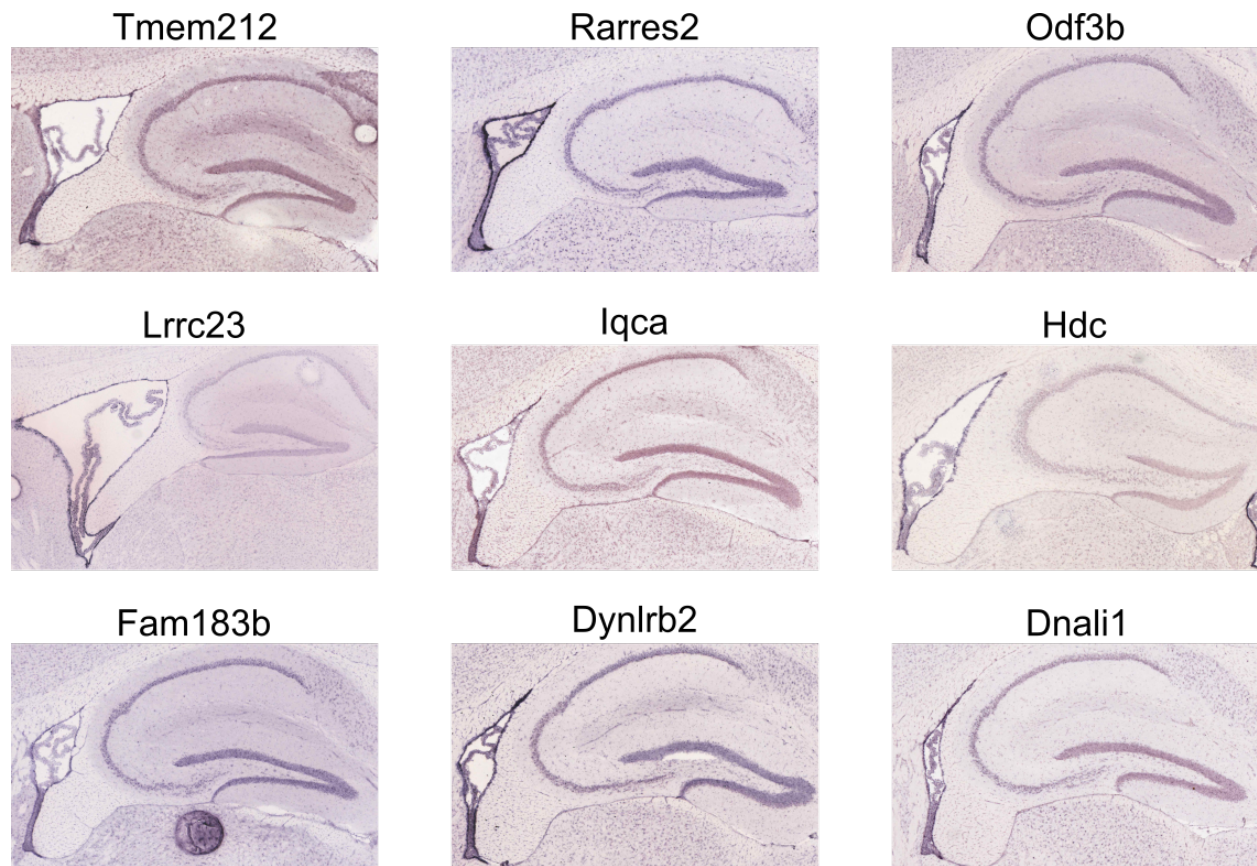 Tmem212
Rarres2
Odf3b
Lrrc23
Iqca
Hdc
Fam183b
Dynlrb2
Dnali1